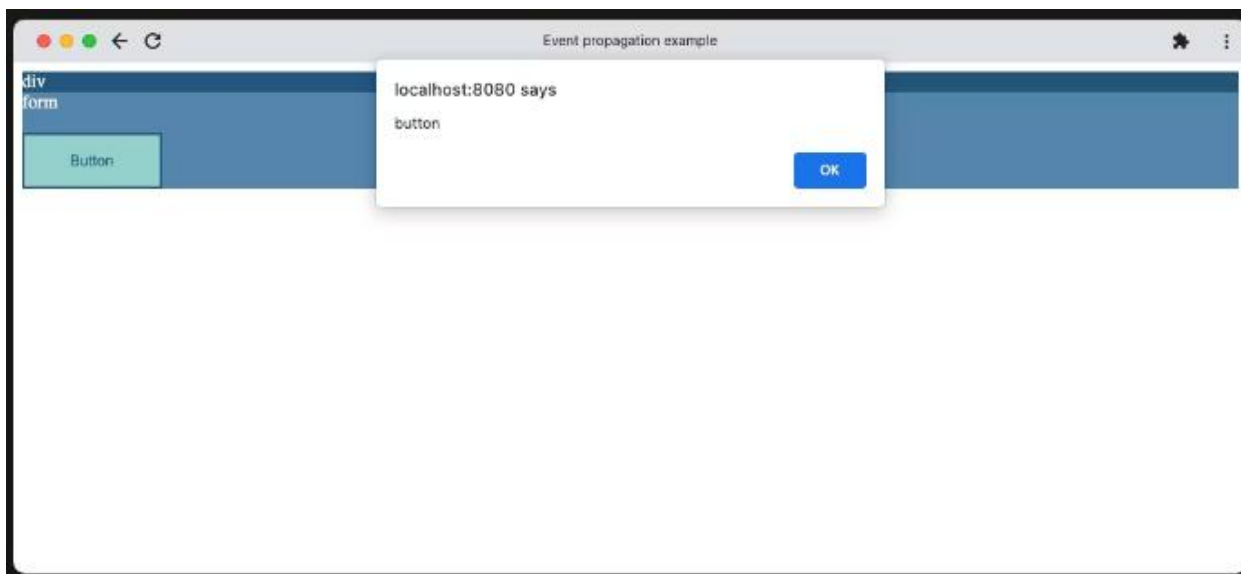 Event propagation example
div
form
Button
localhost:8080 says
button
OK